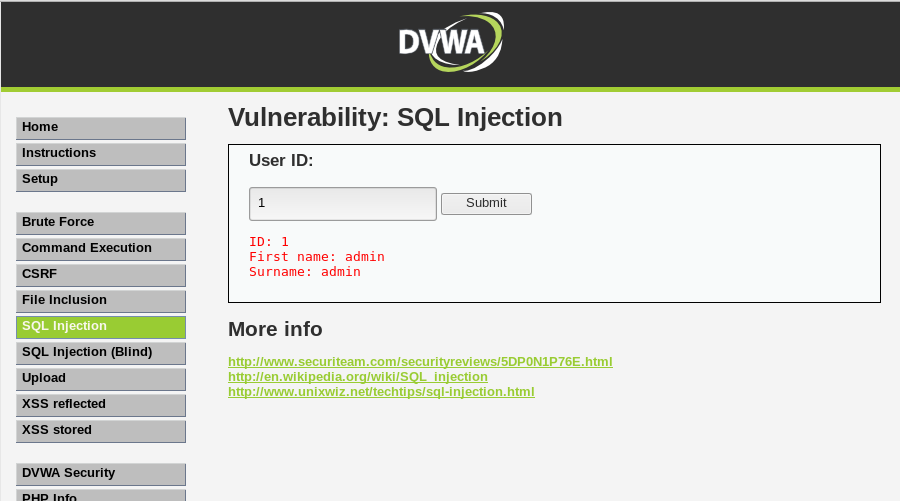 DVWA
Home
Instructions
Setup
Brute Force
Command Execution
CSRF
File Inclusion
SQL Injection
SQL Injection (Blind)
Upload
XSS reflected
XSS stored
DVWA Security
PHP Info
Vulnerability: SQL Injection
User ID:
1 Submit
ID: 1
First name: admin
Surname: admin
More info
http://www.securiteam.com/securityreviews/5DP0N1P76E.html
http://en.wikipedia.org/wiki/SQL_injection
http://www.unixwiz.net/techtips/sql-injection.html